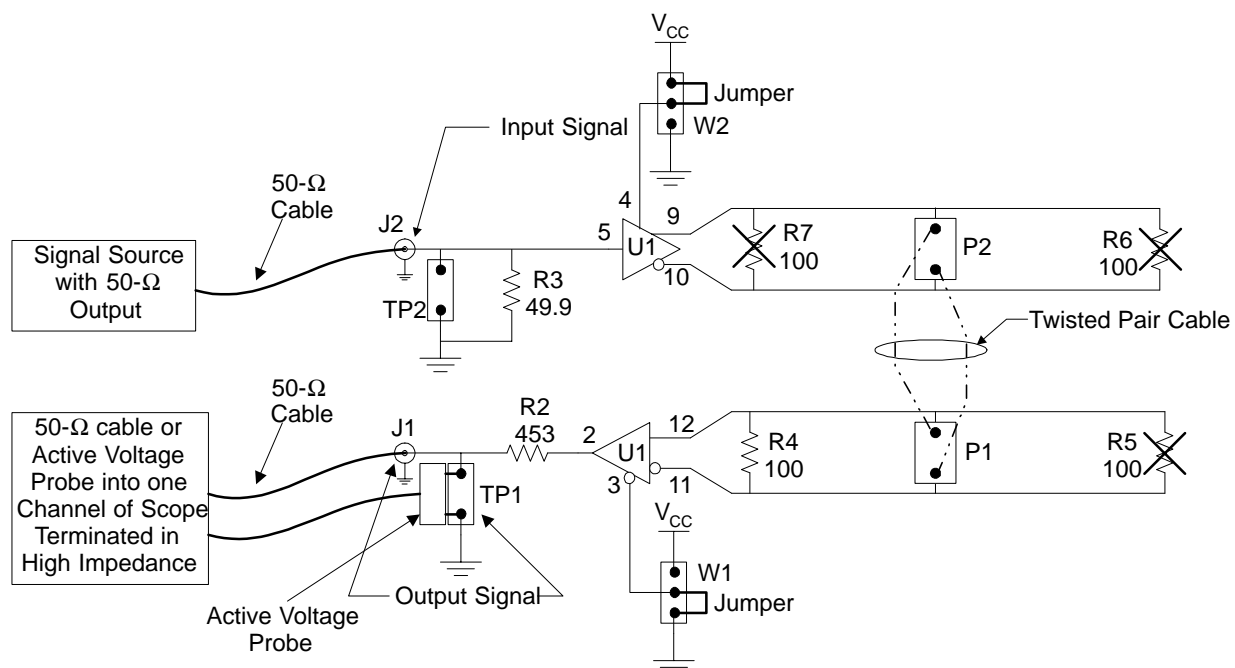 VCC
Jumper
W2
Input Signal
50-Ω
Cable
J2
4
5
9
U1
10
R7
100
P2
R6
100
Signal Source
with 50-Ω
Output
TP2
R3
49.9
Twisted Pair Cable
50-Ω
Cable
50-Ω cable or
Active Voltage
Probe into one
Channel of Scope
Terminated in
High Impedance
J1
R2
453
2
12
U1
3
11
R4
100
P1
R5
100
TP1
VCC
W1
Jumper
Output Signal
Active Voltage
Probe